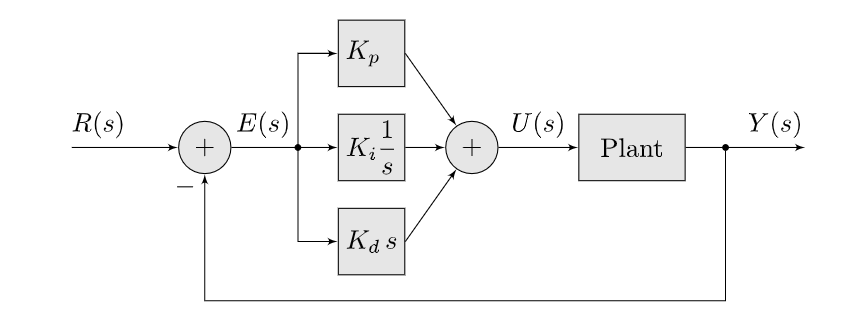 K_p
R(s)
E(s)
U(s)
Y(s)
+
K_i 1/s
+
Plant
−
K_d s